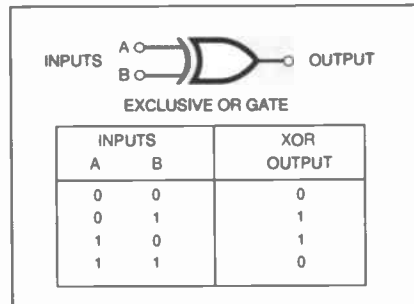 A
INPUTS OUTPUT
B
EXCLUSIVE OR GATE
INPUTS XOR
A B OUTPUT
0 0 0
0 1 1
1 0 1
1 1 0